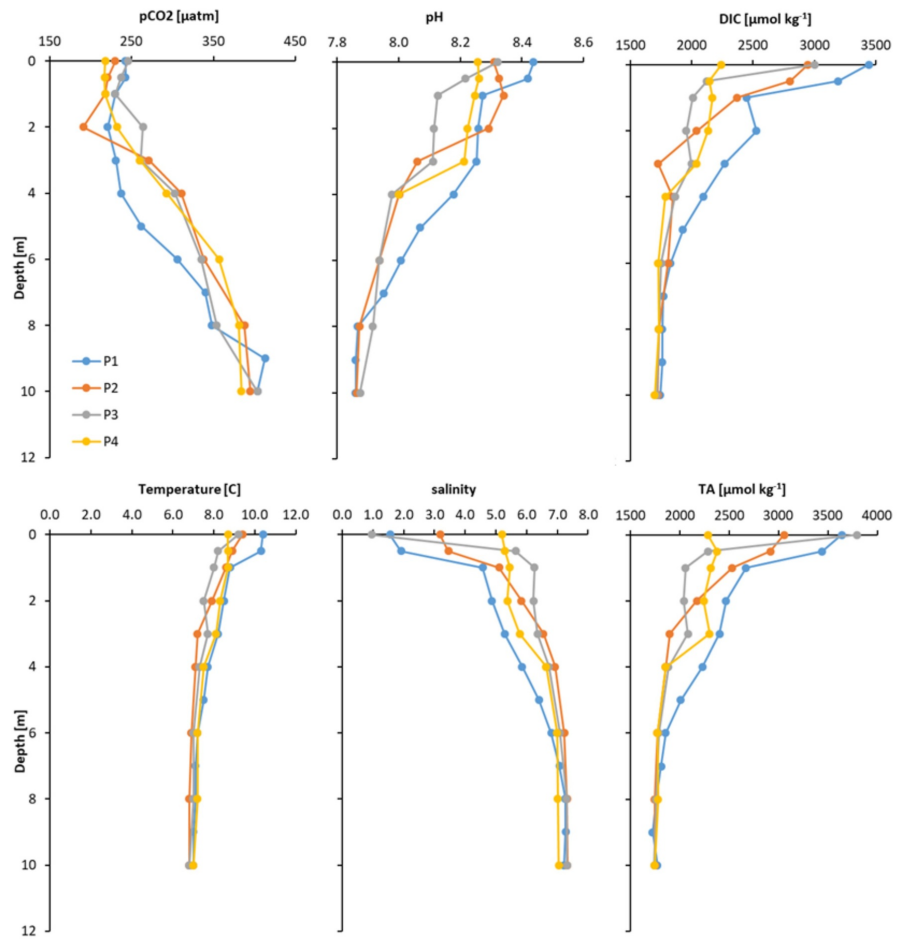 pCO2 [µatm] pH DIC [µmol kg⁻¹]
150 250 350 450 7.8 8.0 8.2 8.4 8.6 1500 2000 2500 3000 3500
0
2
4
6
8
10
12
Depth [m]
P1
P2
P3
P4
Temperature [C] salinity TA [µmol kg⁻¹]
0.0 2.0 4.0 6.0 8.0 10.0 12.0 0.0 1.0 2.0 3.0 4.0 5.0 6.0 7.0 8.0 1500 2000 2500 3000 3500 4000
0
2
4
6
8
10
12
Depth [m]